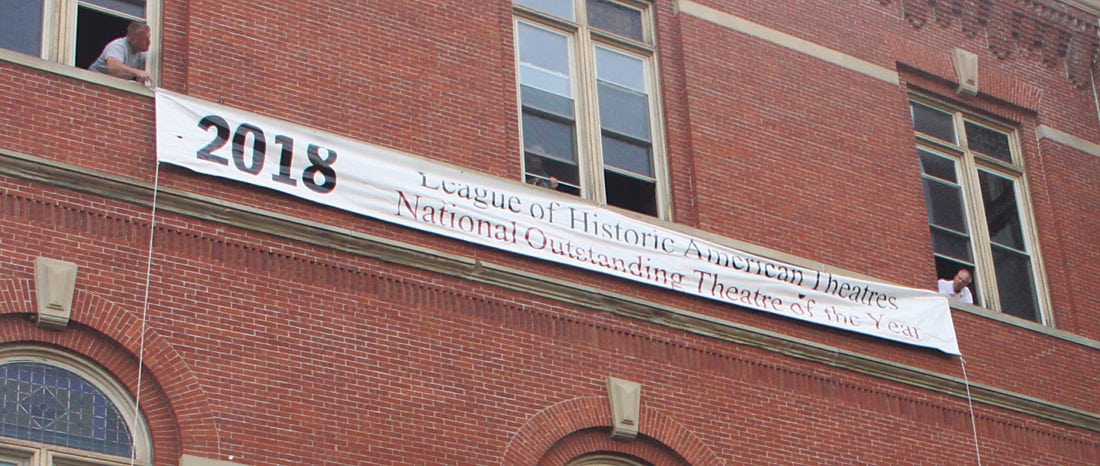 2018
League of Historic American Theatres
National Outstanding Theatre of the Year